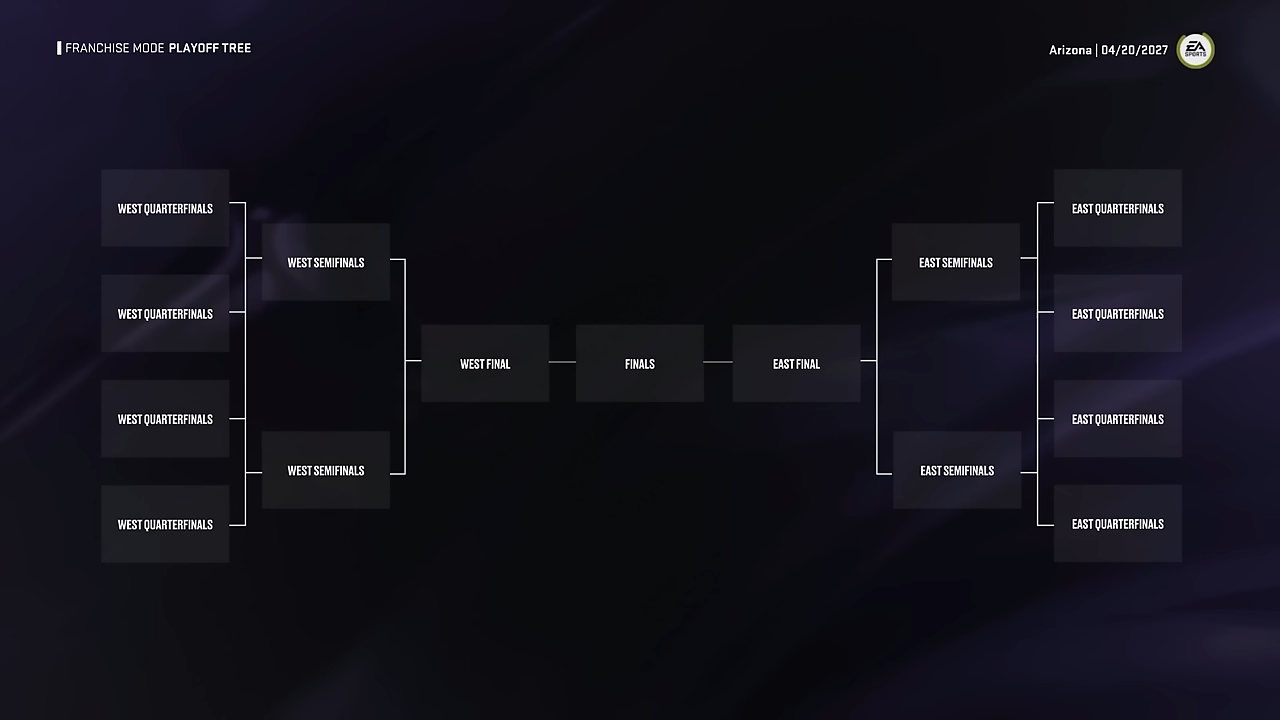 FRANCHISE MODE PLAYOFF TREE
Arizona | 04/20/2027
EA
SPORTS
WEST QUARTERFINALS
WEST QUARTERFINALS
WEST QUARTERFINALS
WEST QUARTERFINALS
WEST SEMIFINALS
WEST SEMIFINALS
WEST FINAL
FINALS
EAST FINAL
EAST SEMIFINALS
EAST SEMIFINALS
EAST QUARTERFINALS
EAST QUARTERFINALS
EAST QUARTERFINALS
EAST QUARTERFINALS